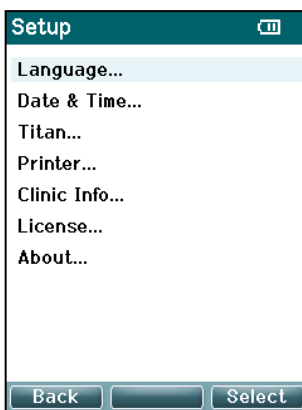 Setup
Language...
Date & Time...
Titan...
Printer...
Clinic Info...
License...
About...
Back Select